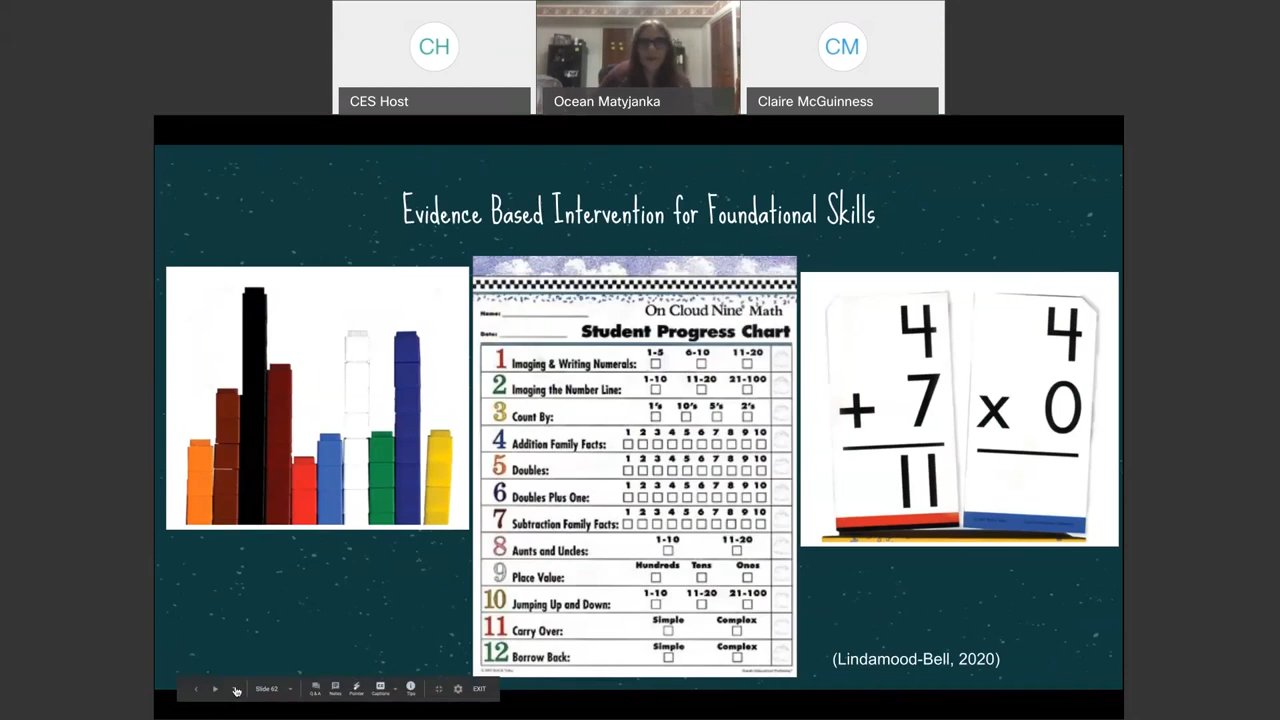 CH
CM
CES Host
Ocean Matyjanka
Claire McGuinness
Evidence Based Intervention for Foundational Skills
On Cloud Nine Math
Name:
Date:
Student Progress Chart
1 Imaging & Writing Numerals: 1-5 6-10 11-20
2 Imaging the Number Line: 1-10 11-20 21-100
3 Count By: 1's 10's 5's 2's
4 Addition Family Facts: 1 2 3 4 5 6 7 8 9 10
5 Doubles: 1 2 3 4 5 6 7 8 9 10
6 Doubles Plus One: 1 2 3 4 5 6 7 8 9 10
7 Subtraction Family Facts: 1 2 3 4 5 6 7 8 9 10
8 Aunts and Uncles: 1-10 11-20
9 Place Value: Hundreds Tens Ones
10 Jumping Up and Down: 1-10 11-20 21-100
11 Carry Over: Simple Complex
12 Borrow Back: Simple Complex
4
+ 7
11
4
x 0
(Lindamood-Bell, 2020)
Slide 62
Q & A
Notes
Pointer
Captions
Tips
EXIT